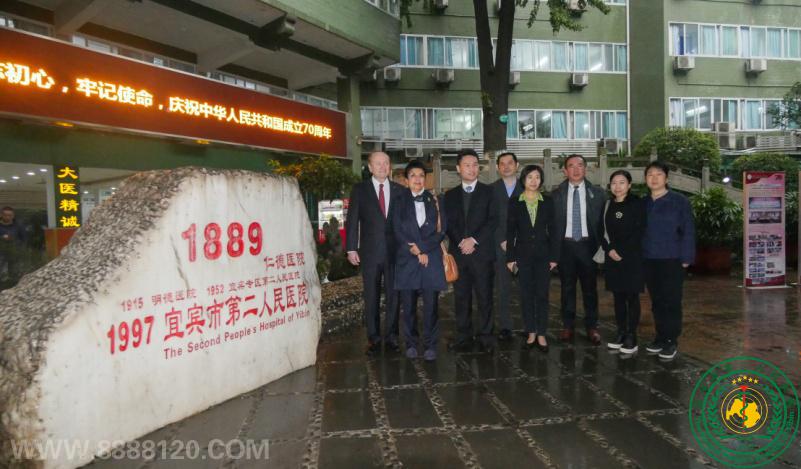 初心，牢记使命，庆祝中华人民共和国成立70周年
大医精诚
1889
仁德医院
1915 明德医院 1952 宜宾专区第二人民医院
1997 宜宾市第二人民医院
The Second People's Hospital of Yibin
WWW.8888120.COM